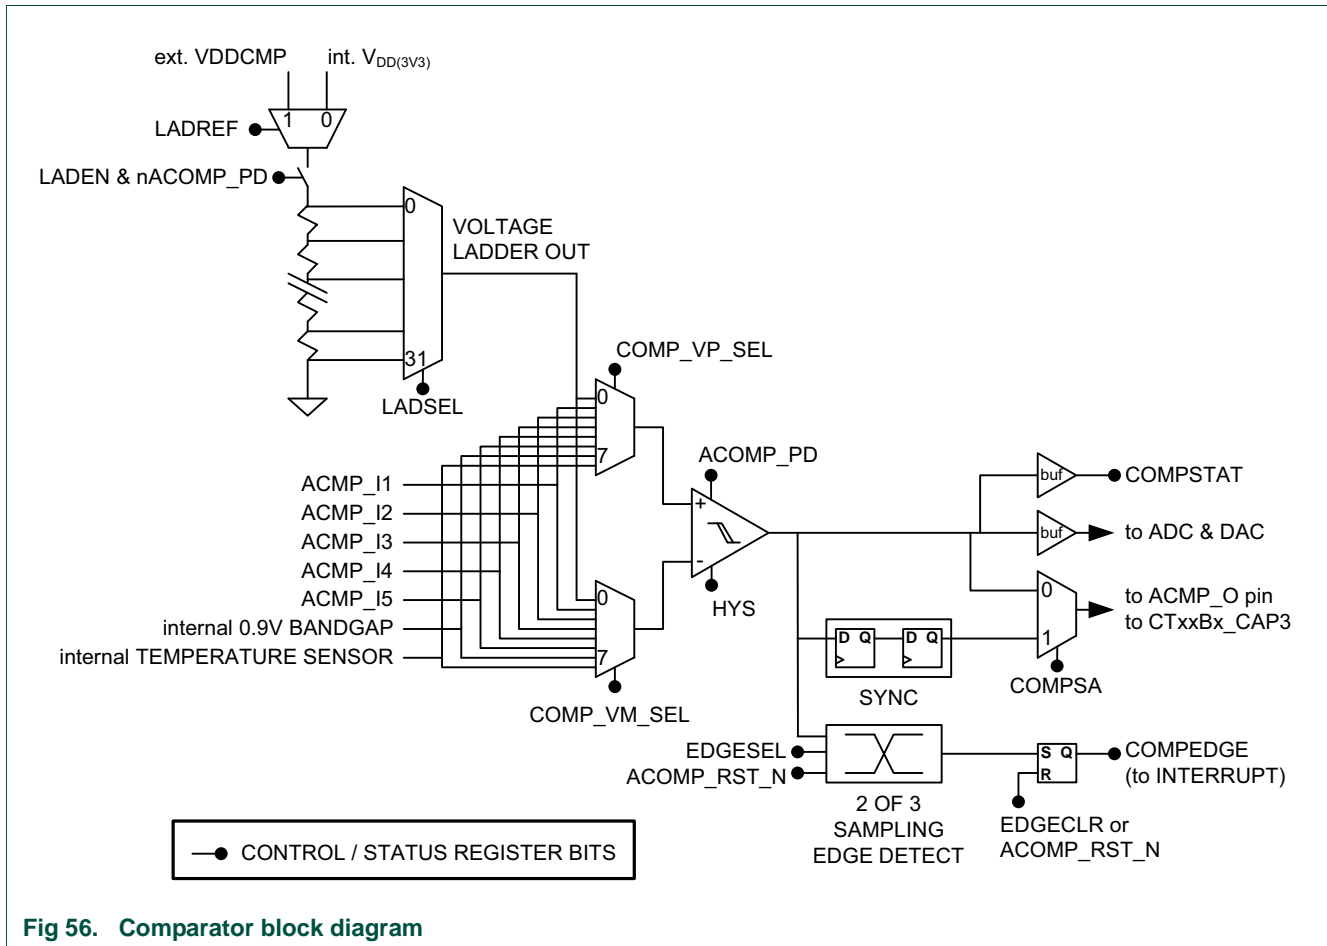 ext. VDDCMP
int. VDD(3V3)
1
0
LADREF
LADEN & nACOMP_PD
0
VOLTAGE
LADDER OUT
31
LADSEL
COMP_VP_SEL
0
7
ACMP_I1
ACMP_I2
ACMP_I3
ACMP_I4
ACMP_I5
internal 0.9V BANDGAP
internal TEMPERATURE SENSOR
0
7
COMP_VM_SEL
ACOMP_PD
+
-
HYS
buf
COMPSTAT
buf
to ADC & DAC
0
1
to ACMP_O pin
to CTxxBx_CAP3
COMPSA
D Q
D Q
SYNC
EDGESEL
ACOMP_RST_N
2 OF 3
SAMPLING
EDGE DETECT
S Q
R
COMPEDGE
(to INTERRUPT)
EDGECLR or
ACOMP_RST_N
CONTROL / STATUS REGISTER BITS
Fig 56. Comparator block diagram